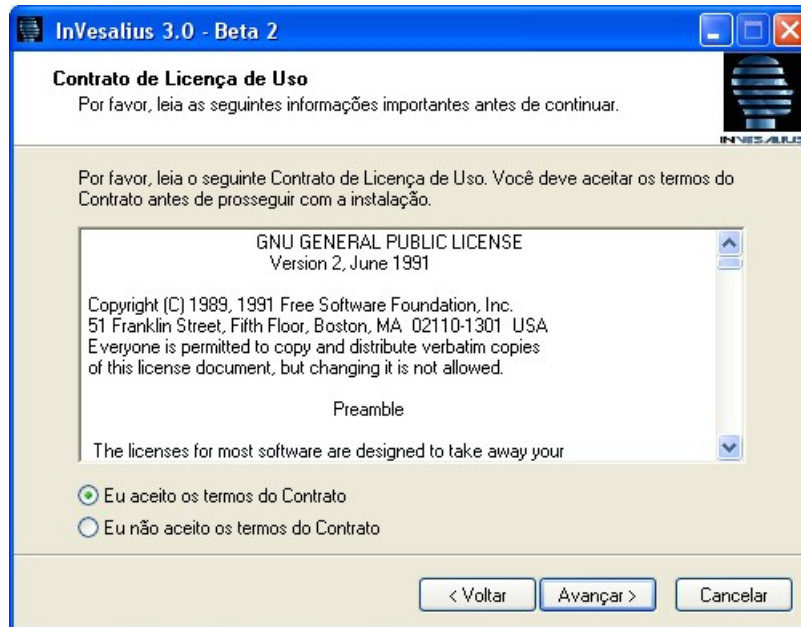 InVesalius 3.0 - Beta 2
Contrato de Licença de Uso
Por favor, leia as seguintes informações importantes antes de continuar.
INVESALIUS
Por favor, leia o seguinte Contrato de Licença de Uso. Você deve aceitar os termos do
Contrato antes de prosseguir com a instalação.
GNU GENERAL PUBLIC LICENSE
Version 2, June 1991
Copyright (C) 1989, 1991 Free Software Foundation, Inc.
51 Franklin Street, Fifth Floor, Boston, MA  02110-1301  USA
Everyone is permitted to copy and distribute verbatim copies
of this license document, but changing it is not allowed.
Preamble
The licenses for most software are designed to take away your
Eu aceito os termos do Contrato
Eu não aceito os termos do Contrato
< Voltar
Avançar >
Cancelar